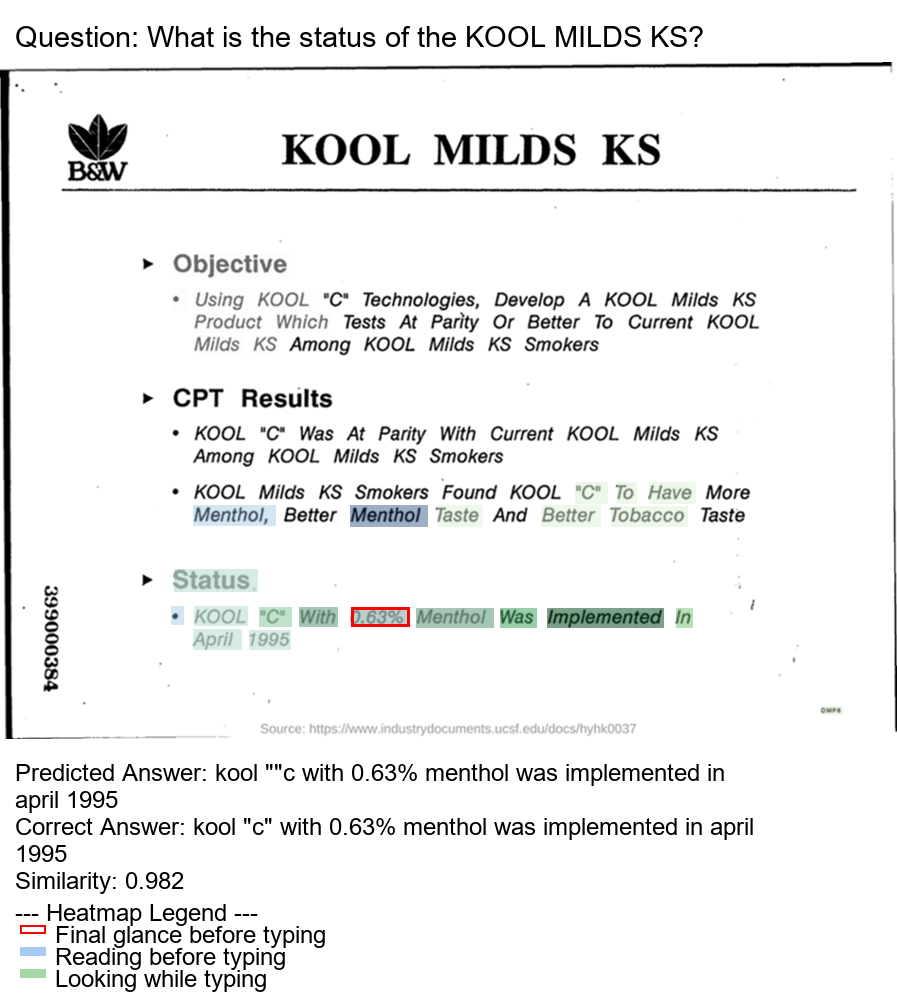 Question: What is the status of the KOOL MILDS KS?
B&W
KOOL MILDS KS
Objective
• Using KOOL "C" Technologies, Develop A KOOL Milds KS
Product Which Tests At Parity Or Better To Current KOOL
Milds KS Among KOOL Milds KS Smokers
CPT Results
• KOOL "C" Was At Parity With Current KOOL Milds KS
Among KOOL Milds KS Smokers
• KOOL Milds KS Smokers Found KOOL "C" To Have More
Menthol, Better Menthol Taste And Better Tobacco Taste
Status
• KOOL "C" With 0.63% Menthol Was Implemented In
April 1995
399000384
Source: https://www.industrydocuments.ucsf.edu/docs/hyhk0037
Predicted Answer: kool ""c with 0.63% menthol was implemented in
april 1995
Correct Answer: kool "c" with 0.63% menthol was implemented in april
1995
Similarity: 0.982
--- Heatmap Legend ---
Final glance before typing
Reading before typing
Looking while typing